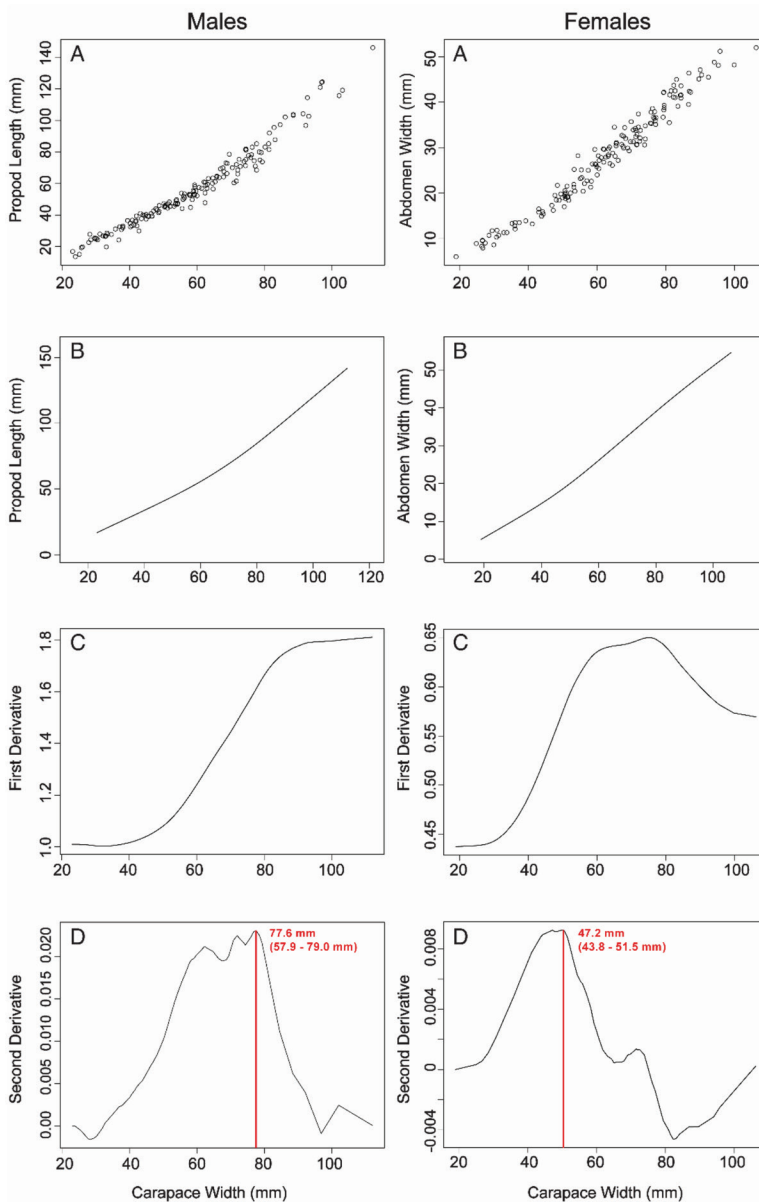 Males
Females
A
Propod Length (mm)
20 40 60 80 100 120 140
20 40 60 80 100
A
Abdomen Width (mm)
10 20 30 40 50
20 40 60 80 100
B
Propod Length (mm)
0 50 100 150
20 40 60 80 100 120
B
Abdomen Width (mm)
0 10 20 30 40 50
20 40 60 80 100
C
First Derivative
1.0 1.2 1.4 1.6 1.8
20 40 60 80 100
C
First Derivative
0.45 0.50 0.55 0.60 0.65
20 40 60 80 100
D
77.6 mm
(57.9 - 79.0 mm)
Second Derivative
0.000 0.005 0.010 0.015 0.020
20 40 60 80 100
Carapace Width (mm)
D
47.2 mm
(43.8 - 51.5 mm)
Second Derivative
-0.004 0 0.004 0.008
20 40 60 80 100
Carapace Width (mm)